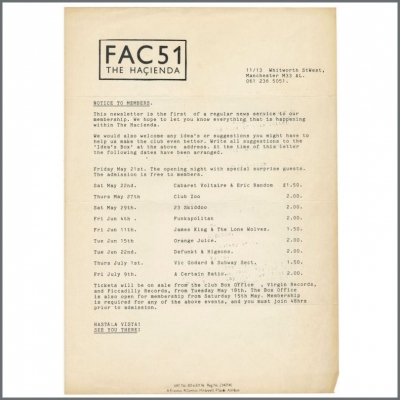 FAC 51
THE HAÇIENDA
11/13 Whitworth StWest,
Manchester M33 AL.
061 236 5051.
NOTICE TO MEMBERS.
This newsletter is the first of a regular news service to our
membership. We hope to let you know everything that is happening
within The Hacienda.
We would also welcome any idea's or suggestions you might have to
help us make the club even better. Write all suggestions to the
"Idea's Box" at the above address. At the time of this letter
the following dates have been arranged.
Friday May 21st. The opening night with special surprise guests.
The admission is free to members.
Sat May 22nd. Cabaret Voltaire & Eric Random £1.50.
Thurs May 27th Club Zoo 2.00.
Sat May 29th. 23 Skiddoo 2.00.
Fri Jun 4th . Funkapolitan 2.00.
Fri Jun 11th. James King & The Lone Wolves. 1.50.
Tue Jun 15th Orange Juice. 2.00.
Tue Jun 22nd Defunkt & Rigeons. 2.00.
Thurs July 1st. Vic Godard & Subway Sect. 1.50.
Fri July 9th. A Certain Ratio. 2.00.
Tickets will be on sale from the club Box Office , Virgin Records,
and Piccadilly Records, from Tuesday May 18th. The Box Office
is also open for membership from Saturday 15th May. Membership
is required for any of the above events, and you must join 48hrs
prior to admission.
HASTALA VISTA!
SEE YOU THERE!